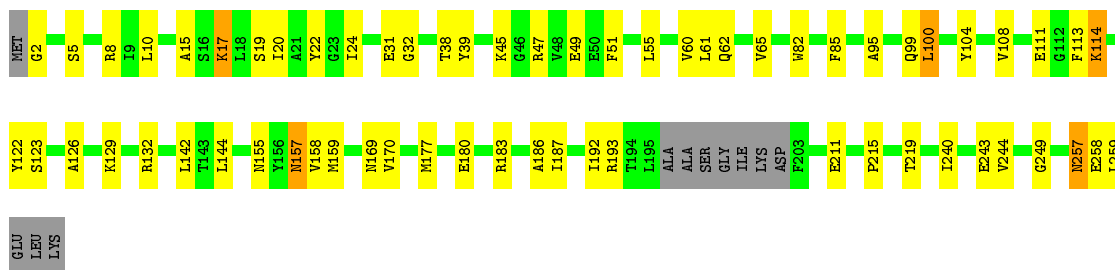 MET G2 S5 R8 I9 L10 A15 S16 K17 L18 S19 I20 A21 Y22 G23 I24 E31 G32 T38 Y39 K45 G46 R47 V48 E49 E50 F51 L55 V60 L61 Q62 V65 W82 F85 A95 Q99 L100 Y104 V108 E111 G112 F113 K114
Y122 S123 A126 K129 R132 L142 T143 L144 N155 Y156 N157 V158 M159 N169 V170 M177 E180 R183 A186 I187 I192 R193 T194 L195 ALA ALA SER GLY ILE LYS ASP F203 E211 P215 T219 I240 E243 V244 G249 N257 E258
GLU LEU LYS